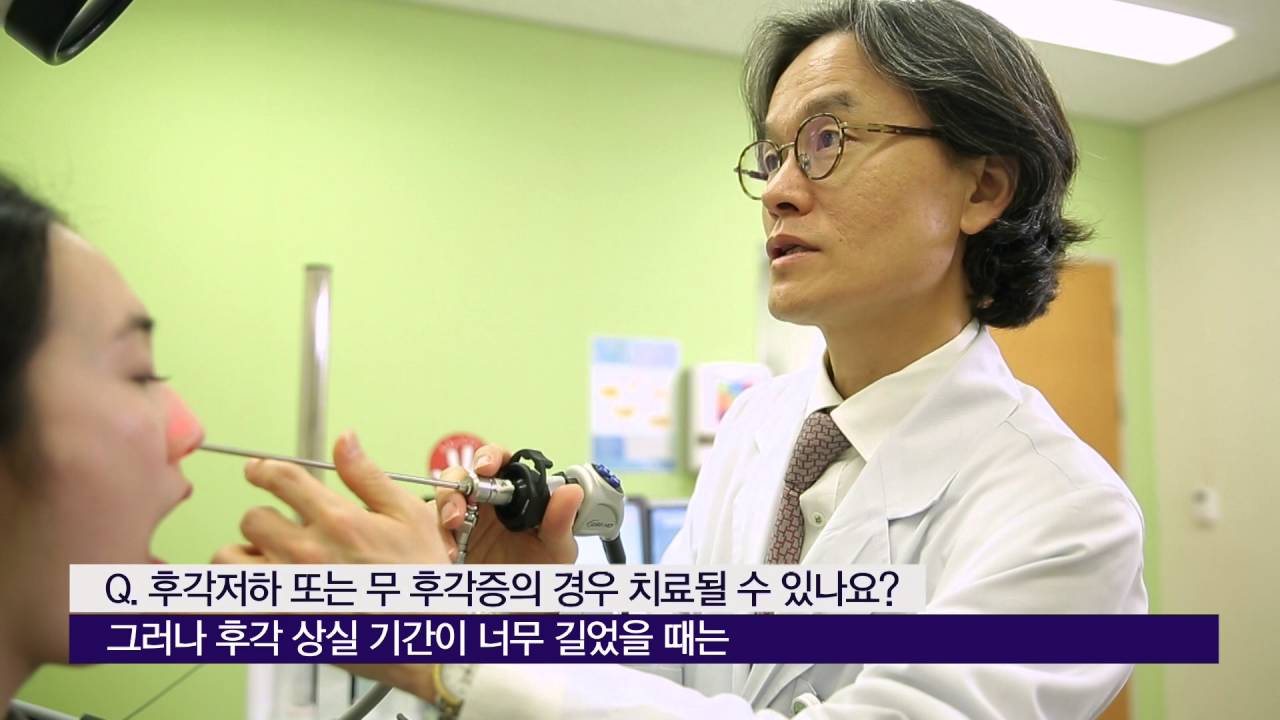 Q. 후각저하 또는 무 후각증의 경우 치료될 수 있나요?
그러나 후각 상실 기간이 너무 길었을 때는